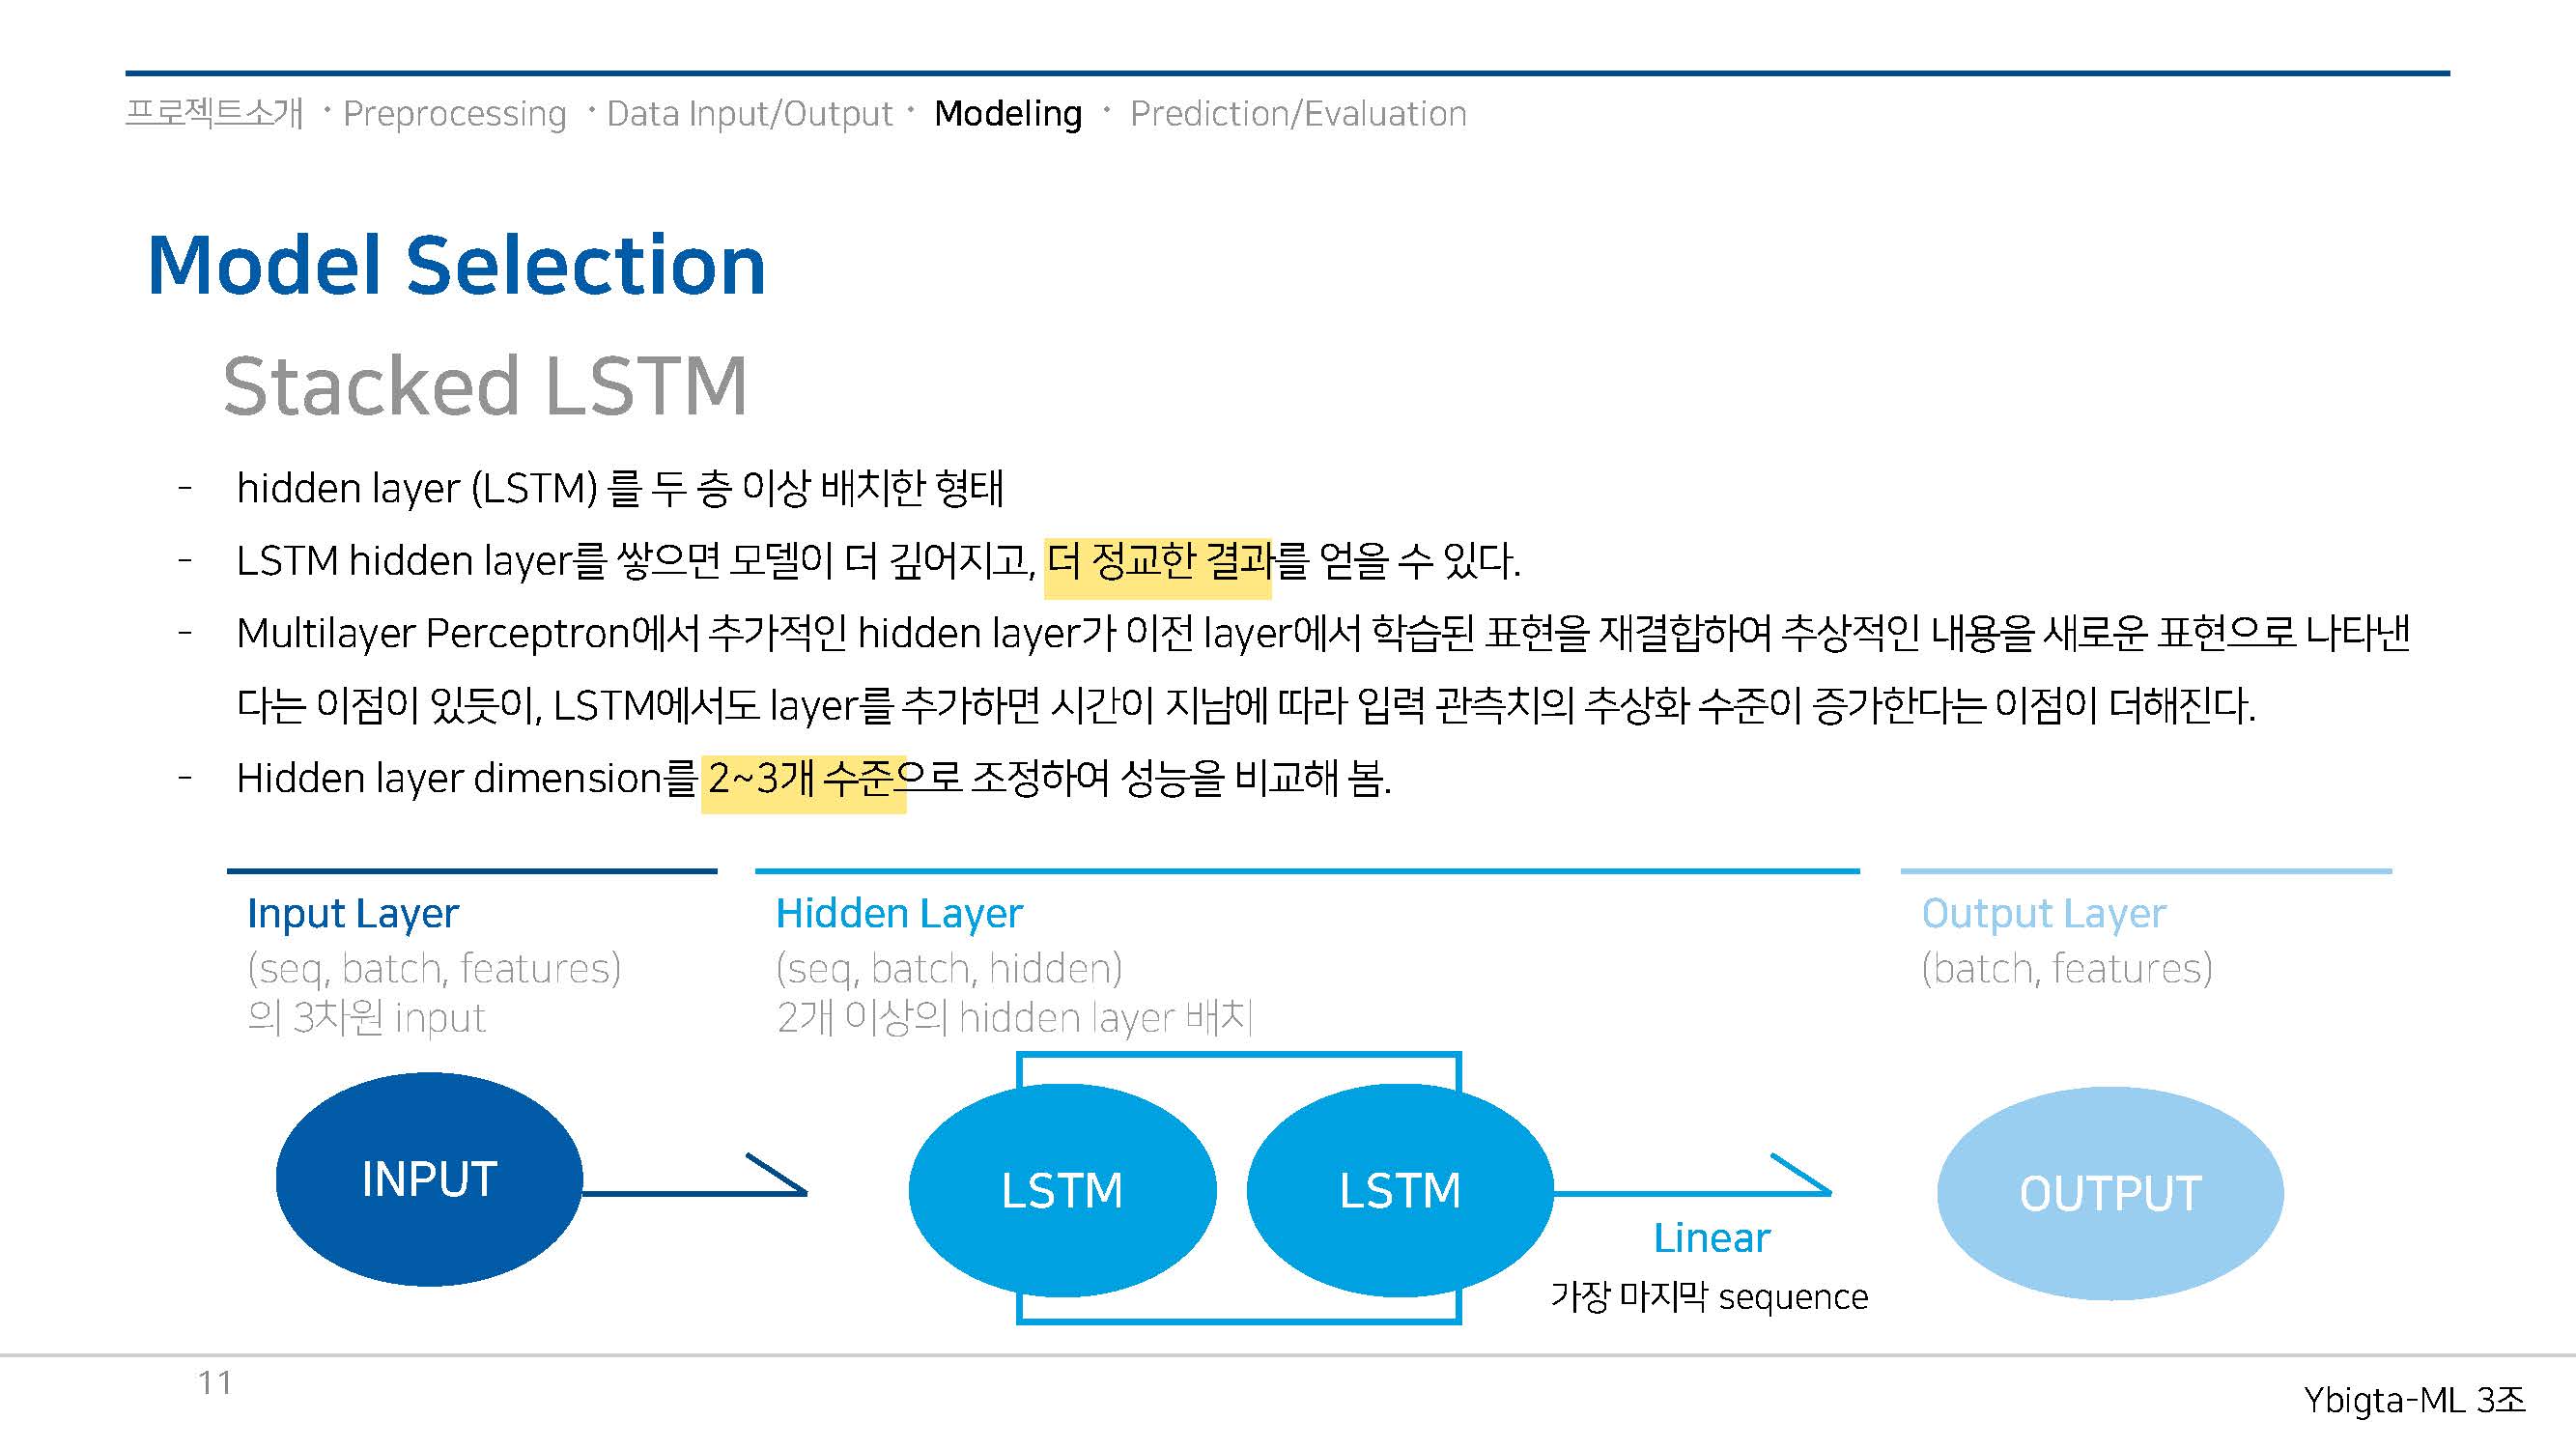 프로젝트소개 · Preprocessing · Data Input/Output · Modeling · Prediction/Evaluation
Model Selection
Stacked LSTM
- hidden layer (LSTM) 를 두 층 이상 배치한 형태
- LSTM hidden layer를 쌓으면 모델이 더 깊어지고, 더 정교한 결과를 얻을 수 있다.
- Multilayer Perceptron에서 추가적인 hidden layer가 이전 layer에서 학습된 표현을 재결합하여 추상적인 내용을 새로운 표현으로 나타낸
다는 이점이 있듯이, LSTM에서도 layer를 추가하면 시간이 지남에 따라 입력 관측치의 추상화 수준이 증가한다는 이점이 더해진다.
- Hidden layer dimension를 2~3개 수준으로 조정하여 성능을 비교해 봄.
Input Layer
(seq, batch, features)
의 3차원 input
Hidden Layer
(seq, batch, hidden)
2개 이상의 hidden layer 배치
Output Layer
(batch, features)
INPUT
LSTM
LSTM
Linear
가장 마지막 sequence
OUTPUT
11
Ybigta-ML 3조